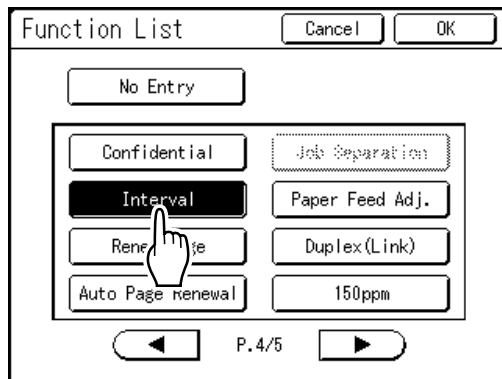 Function List Cancel OK
No Entry
Confidential Job Separation
Interval Paper Feed Adj.
Duplex(Link)
Auto Page Renewal 150ppm
P.4/5